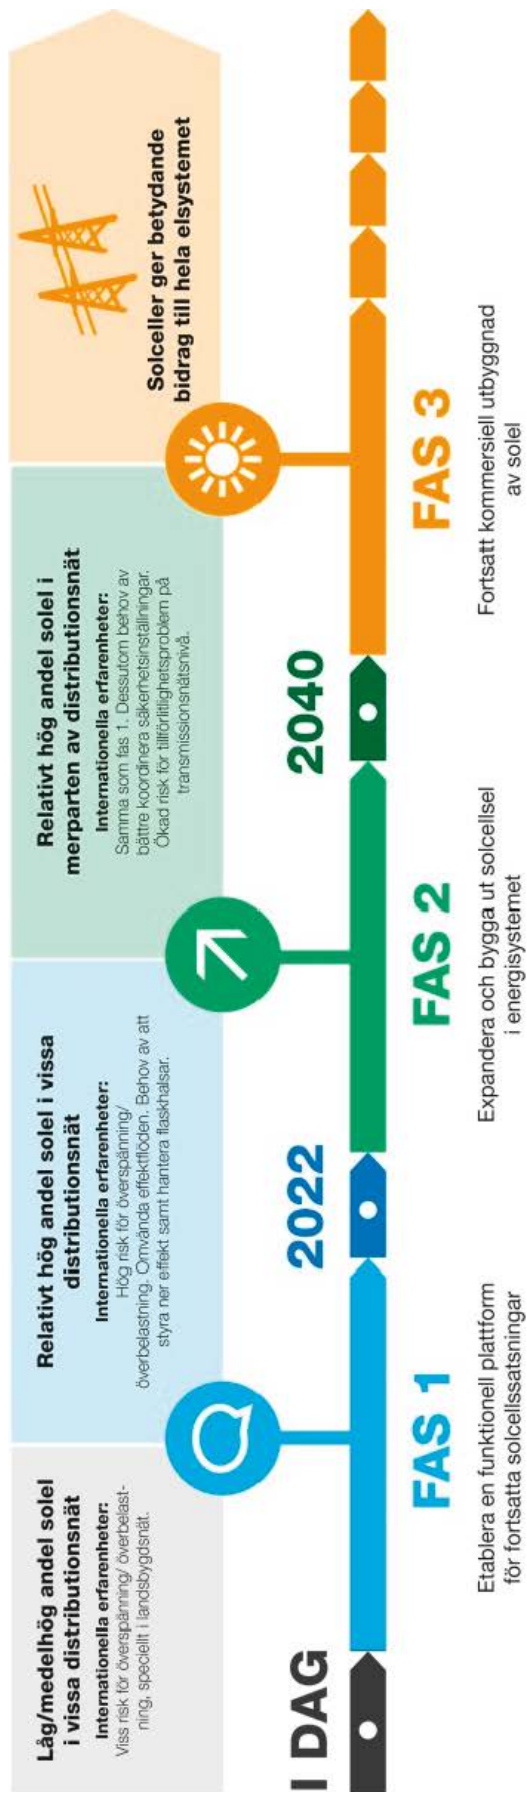 Låg/medelhög andel solel
i vissa distributionsnät
Internationella erfarenheter:
Viss risk för överspänning/ överbelast-
ning, speciellt i landsbygdsnät.
Relativt hög andel solel i vissa
distributionsnät
Internationella erfarenheter:
Hög risk för överspänning/
överbelastning. Omvända effektflöden. Behov av att
styra ner effekt samt hantera flaskhalsar.
Relativt hög andel solel i
merparten av distributionsnät
Internationella erfarenheter:
Samma som fas 1. Dessutom behov av
bättre koordinera säkerhetsinställningar.
Ökad risk för tillförlitlighetsproblem på
transmissionsnätsnivå.
Solceller ger betydande
bidrag till hela elsystemet
I DAG
2022
2040
FAS 1
Etablera en funktionell plattform
för fortsatta solcellssatsningar
FAS 2
Expandera och bygga ut solcellsel
i energisystemet
FAS 3
Fortsatt kommersiell utbyggnad
av solel